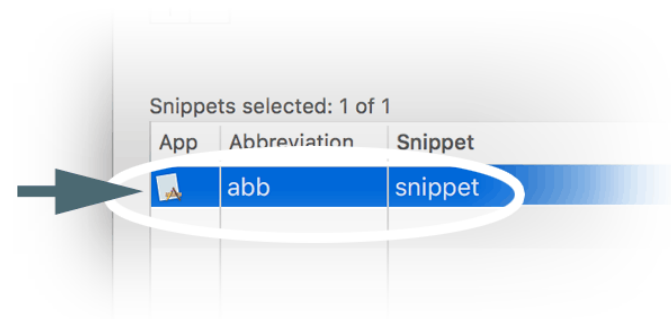 Snippets selected: 1 of 1
App Abbreviation Snippet
abb snippet